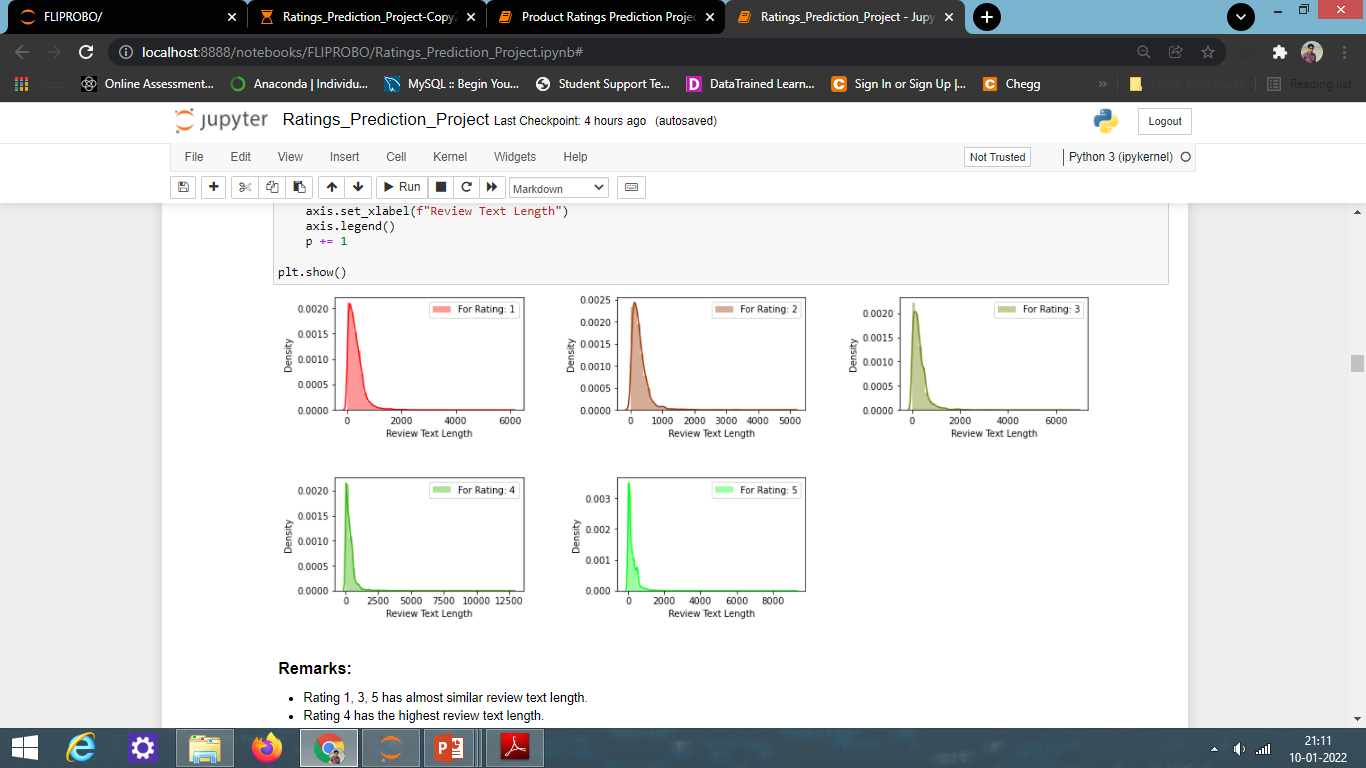 FLIPROBO/
Ratings_Prediction_Project-Copy
Product Ratings Prediction Proje
Ratings_Prediction_Project - Jupy
localhost:8888/notebooks/FLIPROBO/Ratings_Prediction_Project.ipynb#
Apps Online Assessment... Anaconda | Individu... MySQL :: Begin You... Student Support Te... DataTrained Learn... Sign In or Sign Up |... Chegg » Other bookmarks Reading list
jupyter Ratings_Prediction_Project Last Checkpoint: 4 hours ago (autosaved) Logout
File Edit View Insert Cell Kernel Widgets Help Not Trusted Python 3 (ipykernel)
Run Markdown
axis.set_xlabel(f"Review Text Length")
axis.legend()
p += 1
plt.show()
For Rating: 1
0.0020
0.0015
0.0010
0.0005
0.0000
Density
0 2000 4000 6000
Review Text Length
For Rating: 2
0.0025
0.0020
0.0015
0.0010
0.0005
0.0000
Density
0 1000 2000 3000 4000 5000
Review Text Length
For Rating: 3
0.0020
0.0015
0.0010
0.0005
0.0000
Density
0 2000 4000 6000
Review Text Length
For Rating: 4
0.0020
0.0015
0.0010
0.0005
0.0000
Density
0 2500 5000 7500 10000 12500
Review Text Length
For Rating: 5
0.003
0.002
0.001
0.000
Density
0 2000 4000 6000 8000
Review Text Length
Remarks:
• Rating 1, 3, 5 has almost similar review text length.
• Rating 4 has the highest review text length.
21:11
10-01-2022